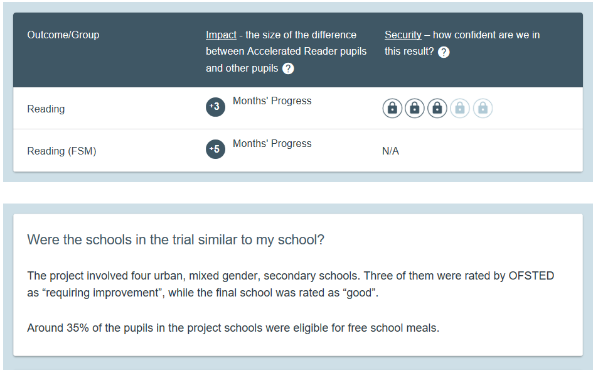 Outcome/Group
Impact - the size of the difference
between Accelerated Reader pupils
and other pupils ?
Security – how confident are we in
this result? ?
Reading
+3 Months' Progress
Reading (FSM)
+5 Months' Progress
N/A
Were the schools in the trial similar to my school?
The project involved four urban, mixed gender, secondary schools. Three of them were rated by OFSTED
as “requiring improvement”, while the final school was rated as “good”.
Around 35% of the pupils in the project schools were eligible for free school meals.